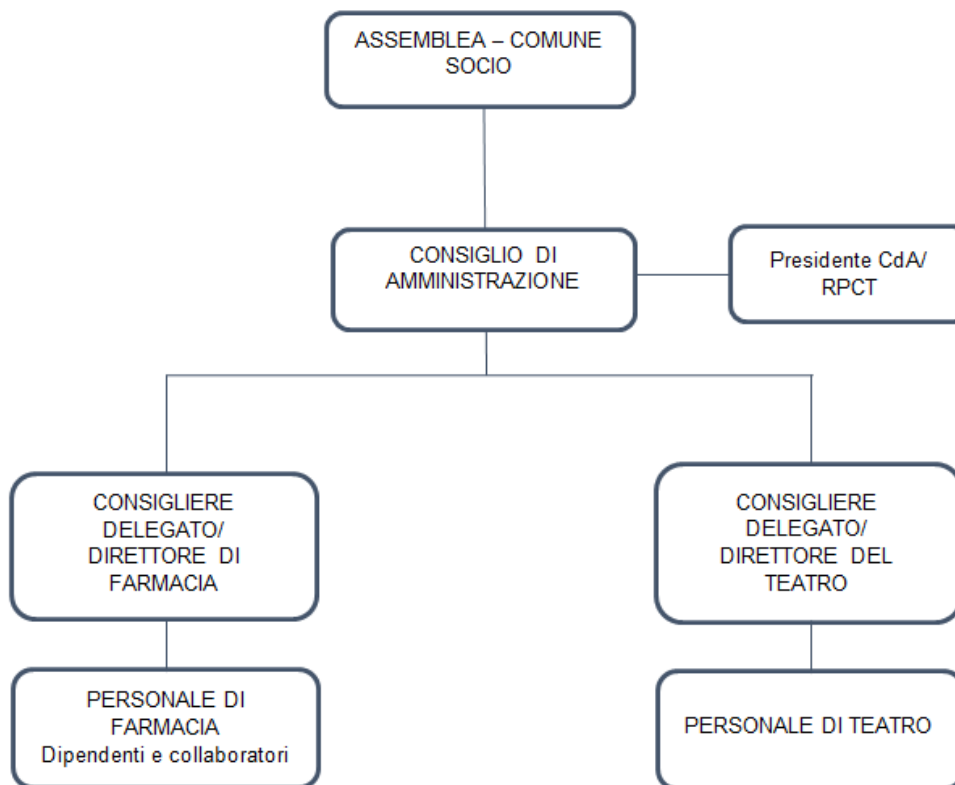 ASSEMBLEA – COMUNE
SOCIO
CONSIGLIO DI
AMMINISTRAZIONE
Presidente CdA/
RPCT
CONSIGLIERE
DELEGATO/
DIRETTORE DI
FARMACIA
CONSIGLIERE
DELEGATO/
DIRETTORE DEL
TEATRO
PERSONALE DI
FARMACIA
Dipendenti e collaboratori
PERSONALE DI TEATRO